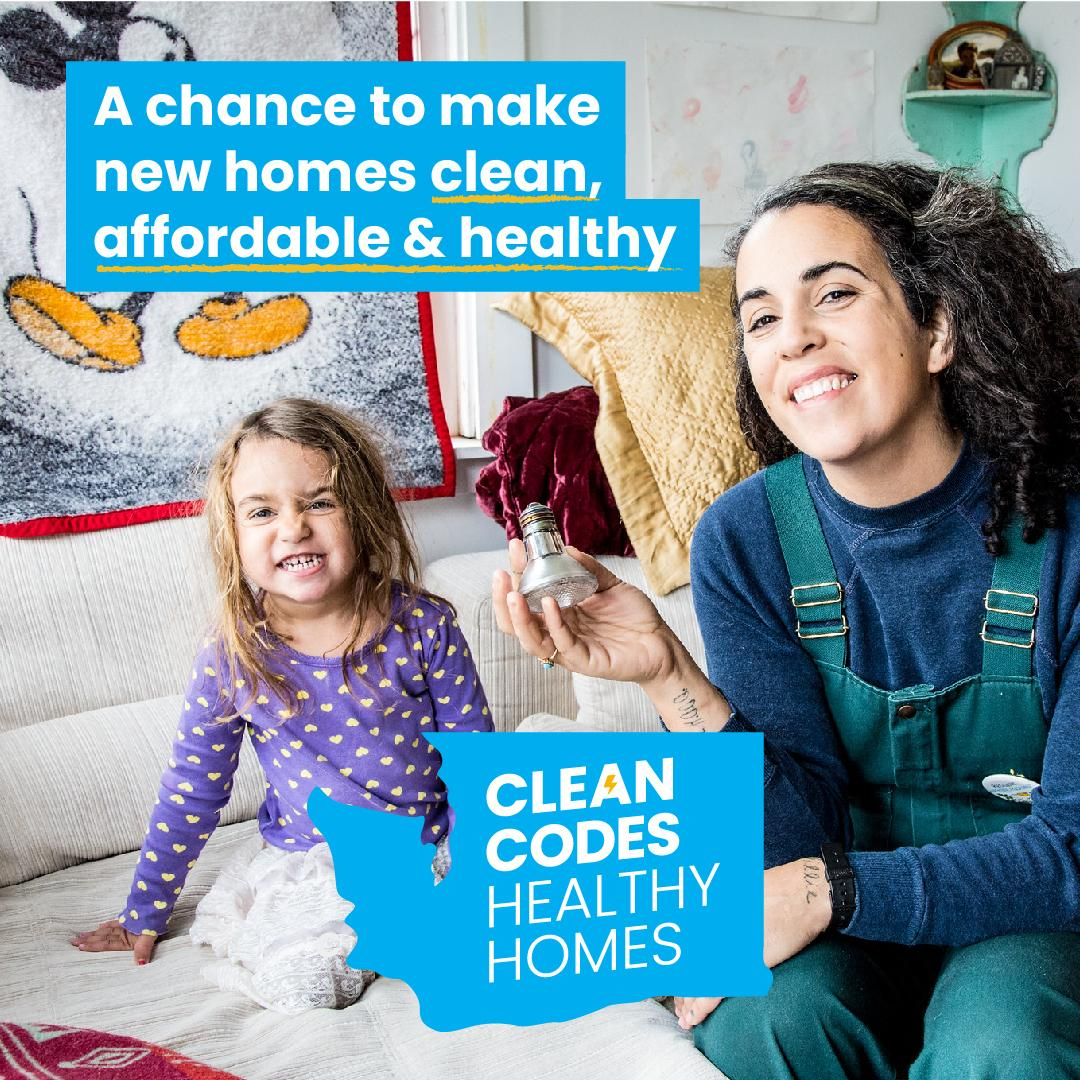 A chance to make
new homes clean,
affordable & healthy
CLEAN
CODES
HEALTHY
HOMES